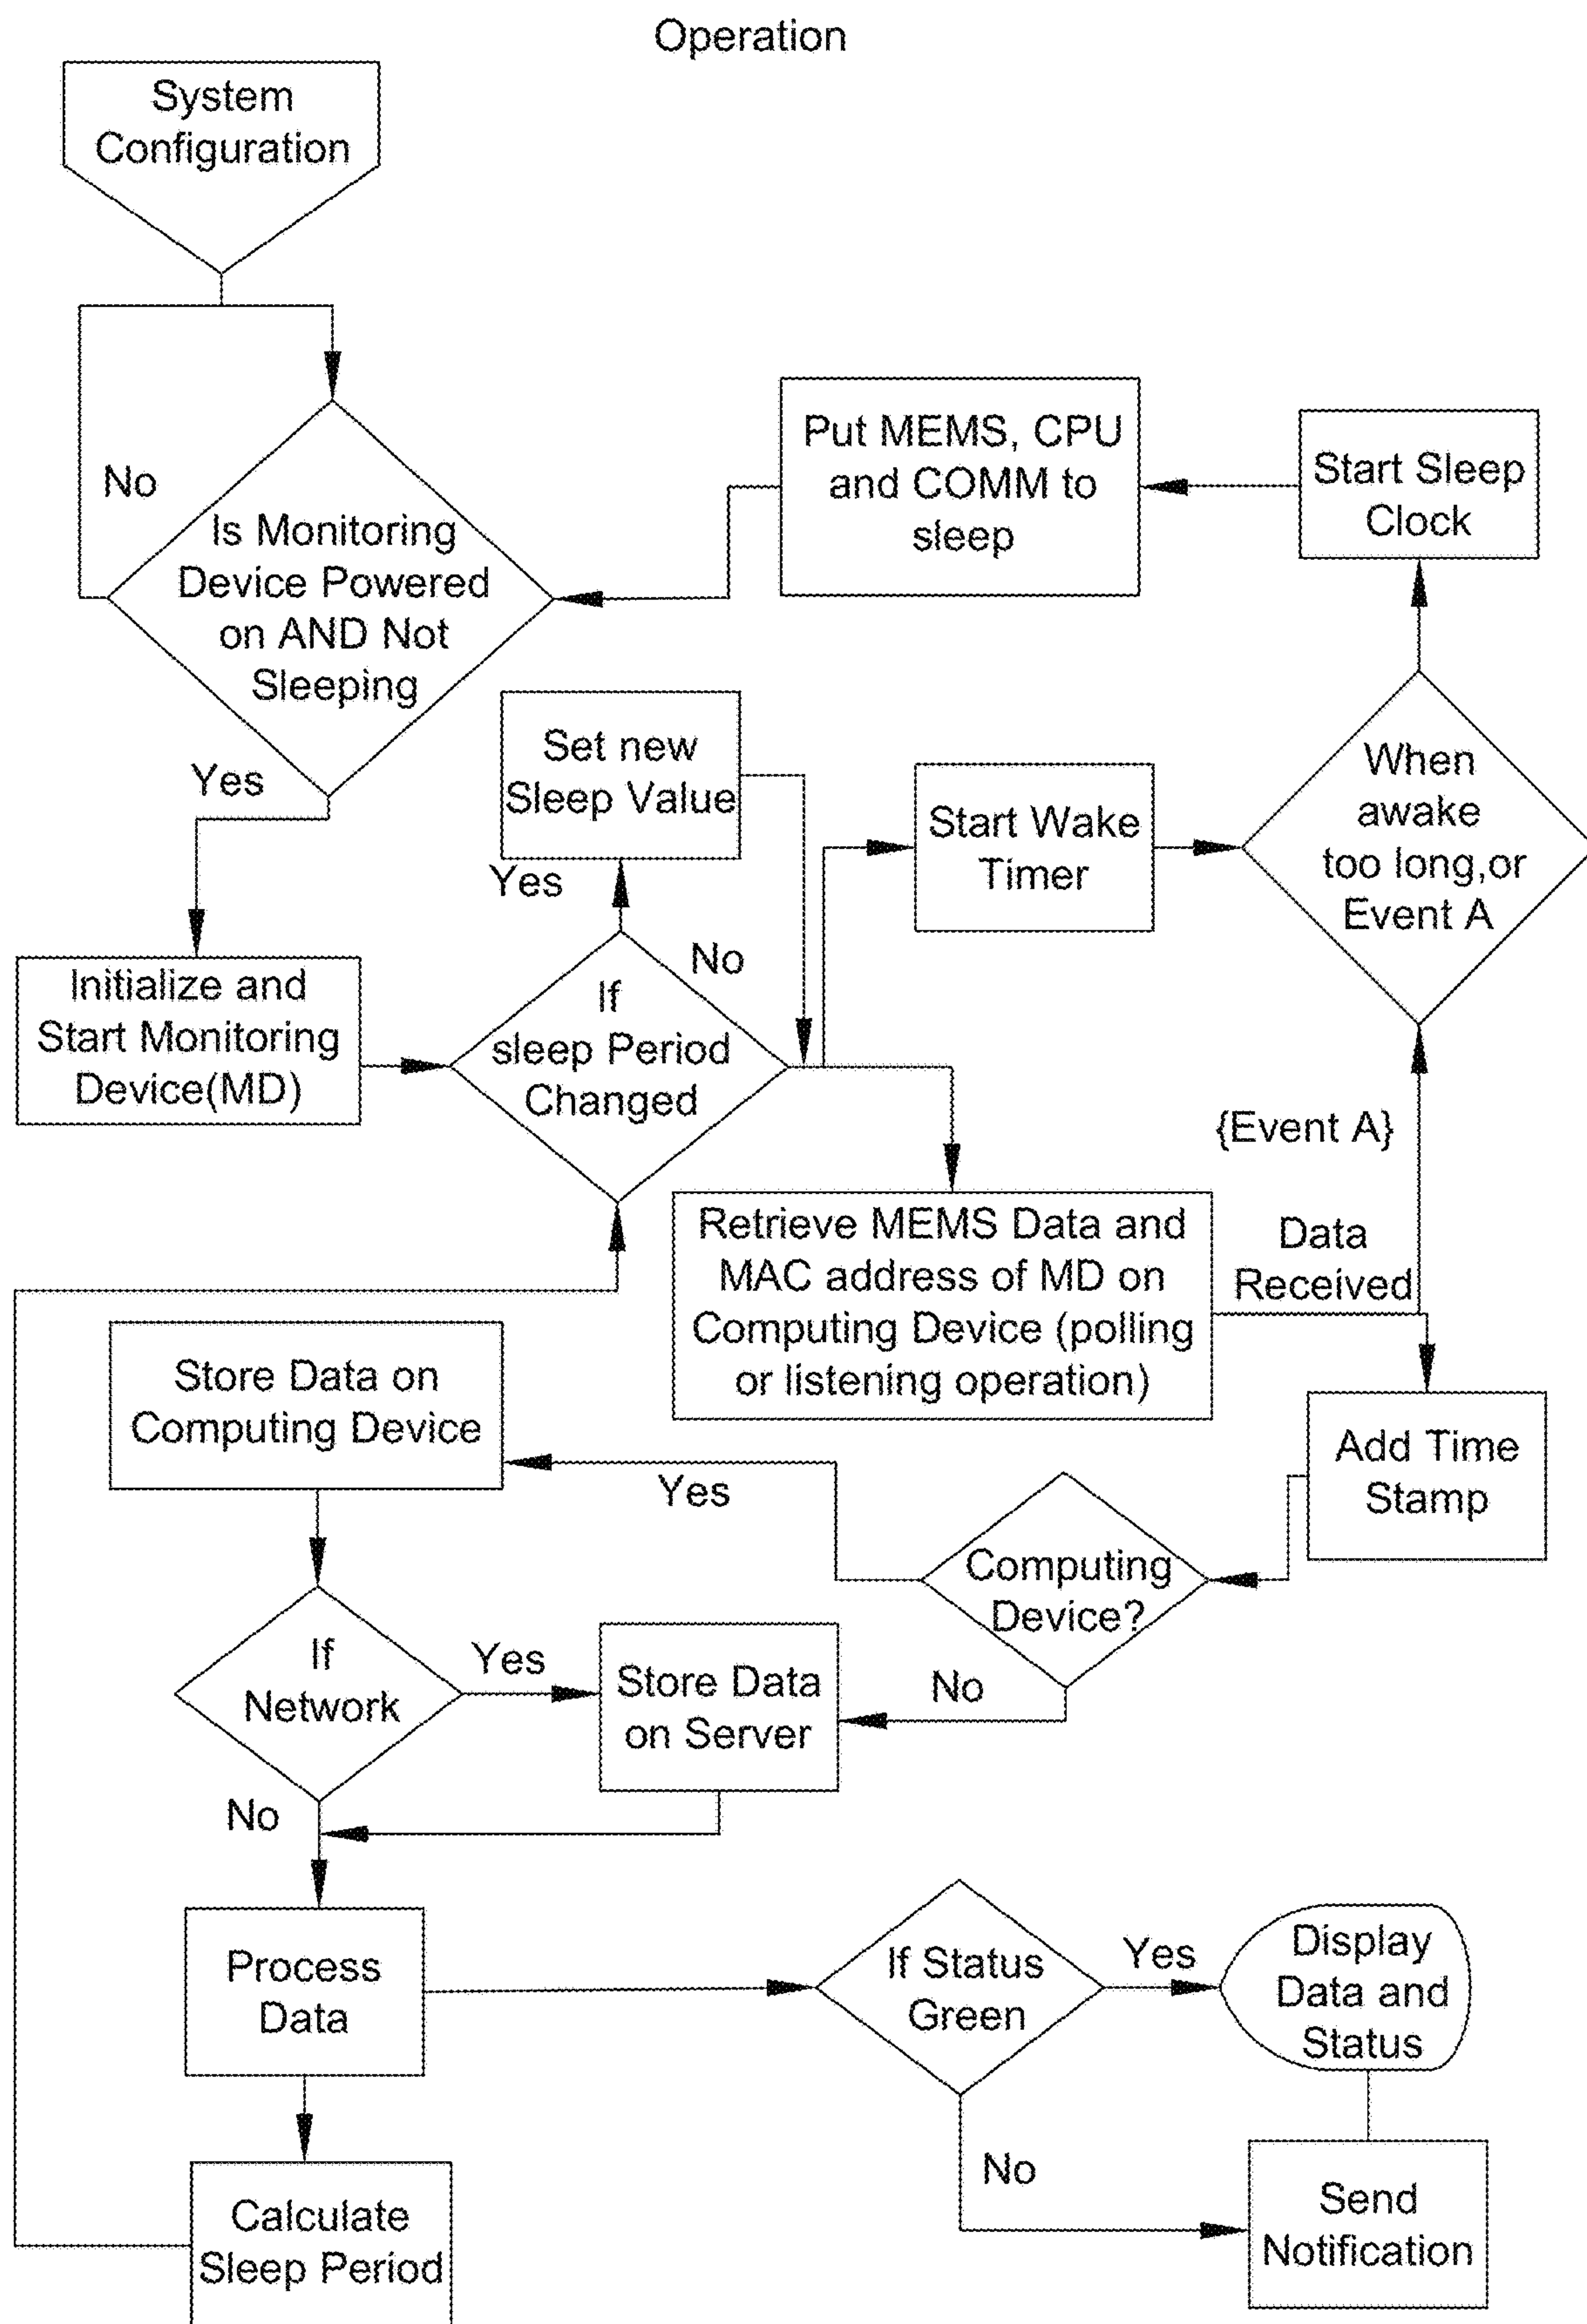 Operation
System
Configuration
No
Is Monitoring
Device Powered
on AND Not
Sleeping
Yes
Put MEMS, CPU
and COMM to
sleep
Start Sleep
Clock
Set new
Sleep Value
Yes
No
Start Wake
Timer
When
awake
too long,or
Event A
Initialize and
Start Monitoring
Device(MD)
If
sleep Period
Changed
{Event A}
Retrieve MEMS Data and
MAC address of MD on
Computing Device (polling
or listening operation)
Data
Received
Store Data on
Computing Device
Yes
Add Time
Stamp
Computing
Device?
No
If
Network
Yes
Store Data
on Server
No
Process
Data
If Status
Green
Yes
Display
Data and
Status
No
Calculate
Sleep Period
Send
Notification